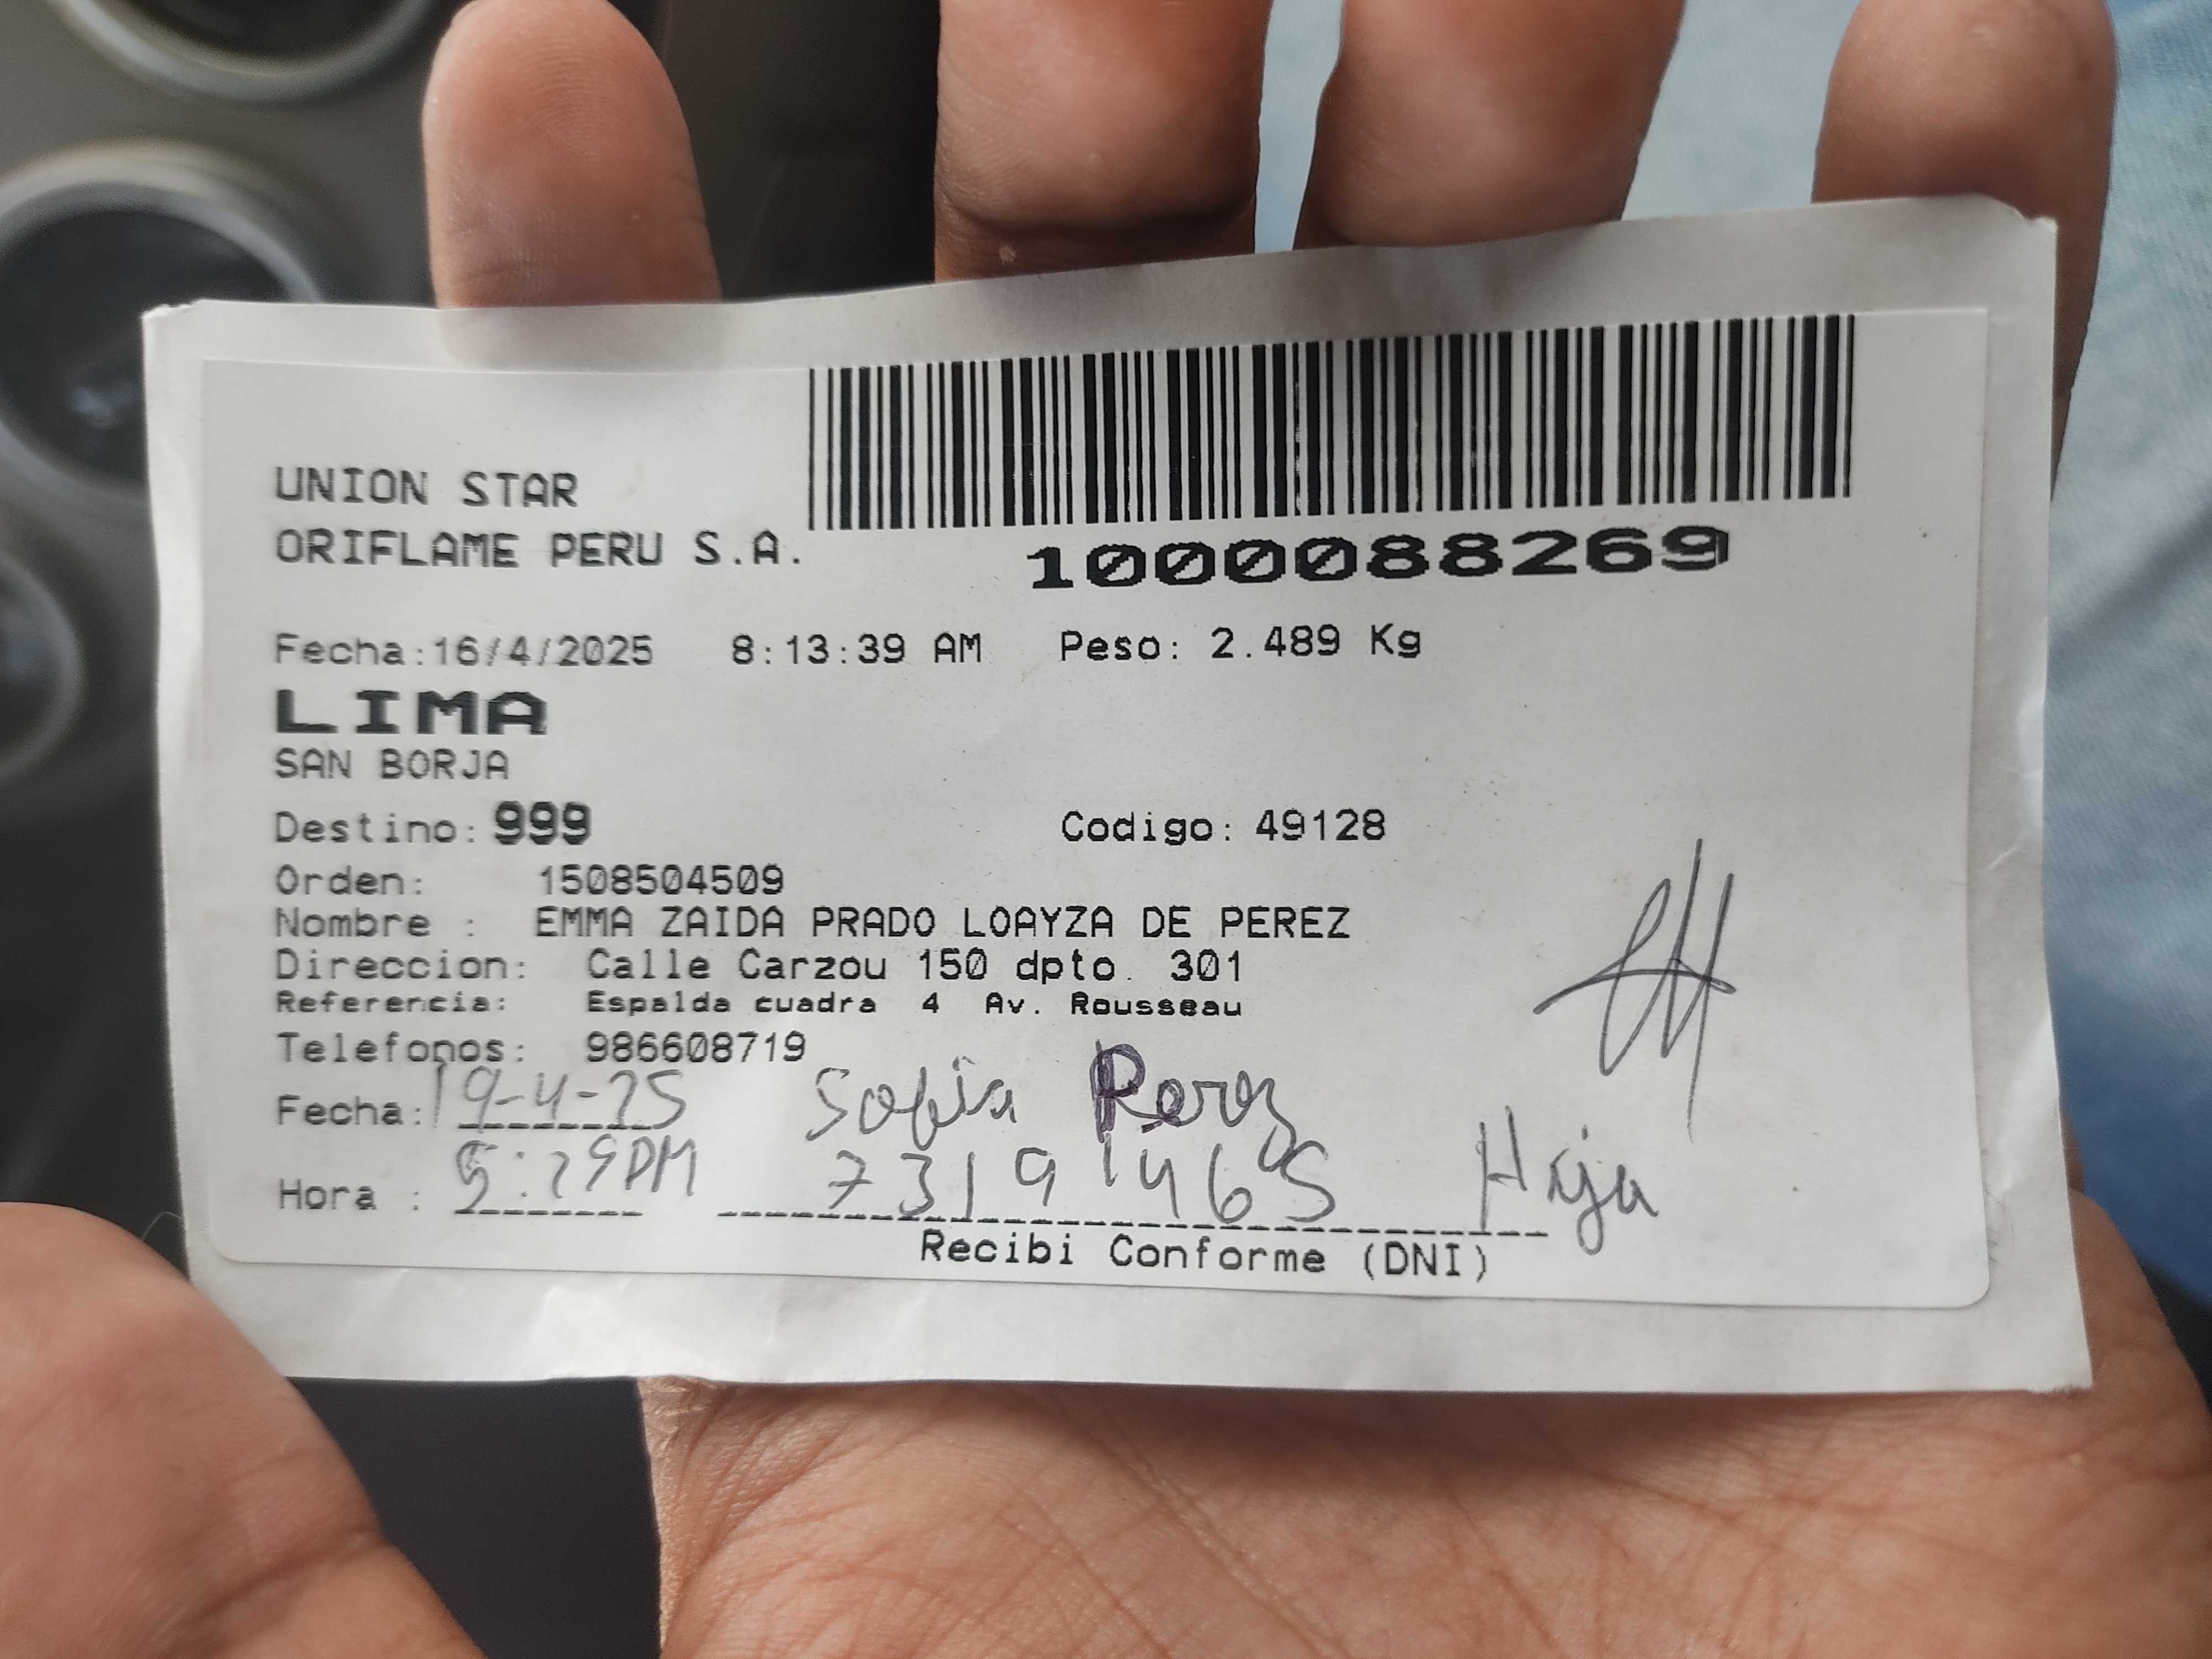 UNION STAR
ORIFLAME PERU S.A.
1000088269
Fecha:16/4/2025 8:13:39 AM Peso: 2.489 Kg
LIMA
SAN BORJA
Destino: 999 Codigo: 49128
Orden: 1508504509
Nombre : EMMA ZAIDA PRADO LOAYZA DE PEREZ
Direccion: Calle Carzou 150 dpto. 301
Referencia: Espalda cuadra 4 Av. Rousseau
Telefonos: 986608719
Fecha: 19-4-25 Sofia Perez
Hora : 5:29PM 73191465 Hija
Recibi Conforme (DNI)